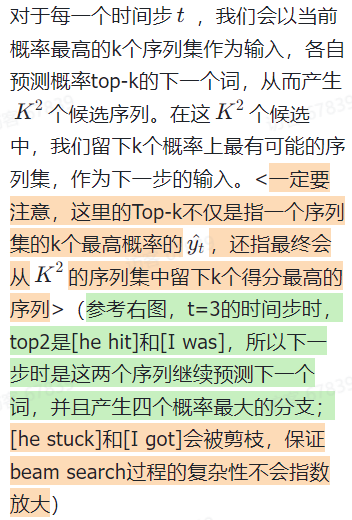 对于每一个时间步 t ，我们会以当前
概率最高的k个序列集作为输入，各自
预测概率top-k的下一个词，从而产生
K² 个候选序列。在这 K² 个候选
中，我们留下k个概率上最有可能的序
列集，作为下一步的输入。<一定要
注意，这里的Top-k不仅是指一个序列
集的k个最高概率的 ŷₜ ，还指最终会
从 K² 的序列集中留下k个得分最高的
序列>（参考右图，t=3的时间步时，
top2是[he hit]和[I was]，所以下一
步时是这两个序列继续预测下一个
词，并且产生四个概率最大的分支；
[he stuck]和[I got]会被剪枝，保证
beam search过程的复杂性不会指数
放大）